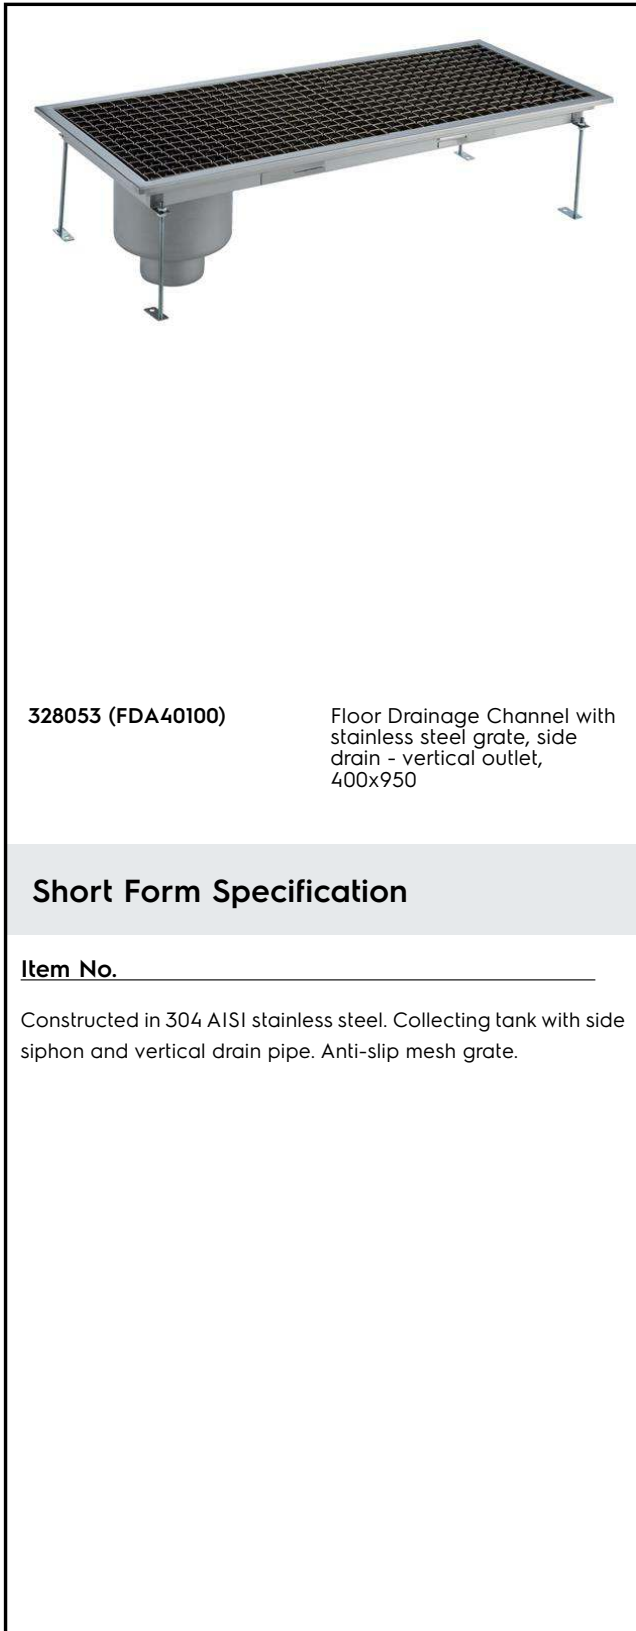 328053 (FDA40100)
Floor Drainage Channel with
stainless steel grate, side
drain - vertical outlet,
400x950
Short Form Specification
Item No.
Constructed in 304 AISI stainless steel. Collecting tank with side
siphon and vertical drain pipe. Anti-slip mesh grate.